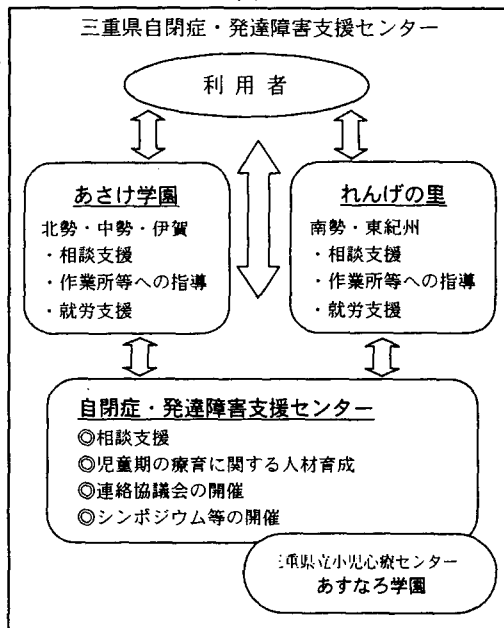 三重県自閉症・発達障害支援センター
利用者
あさけ学園
北勢・中勢・伊賀
・相談支援
・作業所等への指導
・就労支援
れんげの里
南勢・東紀州
・相談支援
・作業所等への指導
・就労支援
自閉症・発達障害支援センター
◎相談支援
◎児童期の療育に関する人材育成
◎連絡協議会の開催
◎シンポジウム等の開催
三重県立小児心療センター
あすなろ学園